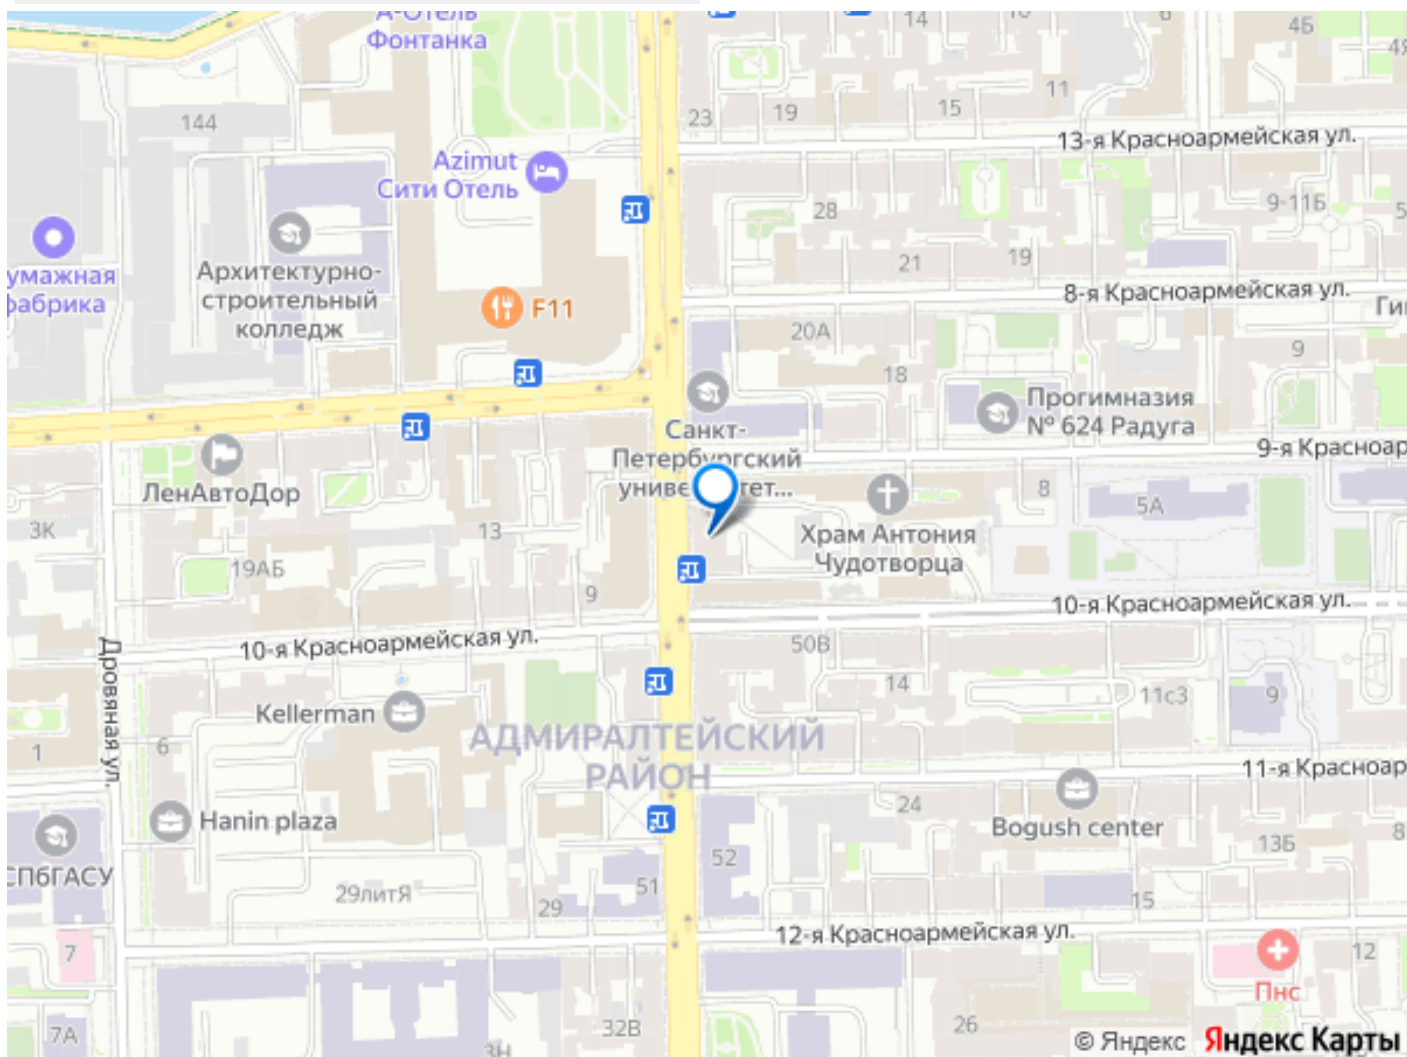 А-Отель
Фонтанка
14
4Б
144
23
19
15
11
13-я Красноармейская ул.
Azimut
Сити Отель
28
9-11Б
21
19
Архитектурно-
строительный
колледж
умажная
фабрика
F11
8-я Красноармейская ул.
20А
9
18
Прогимназия
№ 624 Радуга
Санкт-
Петербургский
9-я Красноар
ЛенАвтоДор
3К
13
8
5А
Храм Антония
Чудотворца
19АБ
9
10-я Красноармейская ул.
10-я Красноармейская ул.
50В
14
11с3
9
Дровяная ул.
Kellerman
1
6
АДМИРАЛТЕЙСКИЙ
РАЙОН
11-я Красноар
24
Hanin plaza
Bogush center
8
13Б
52
СПбГАСУ
51
29литЯ
29
15
12-я Красноармейская ул.
7
12
Пнс
7А
32В
3Н
26
© Яндекс
Яндекс Карты